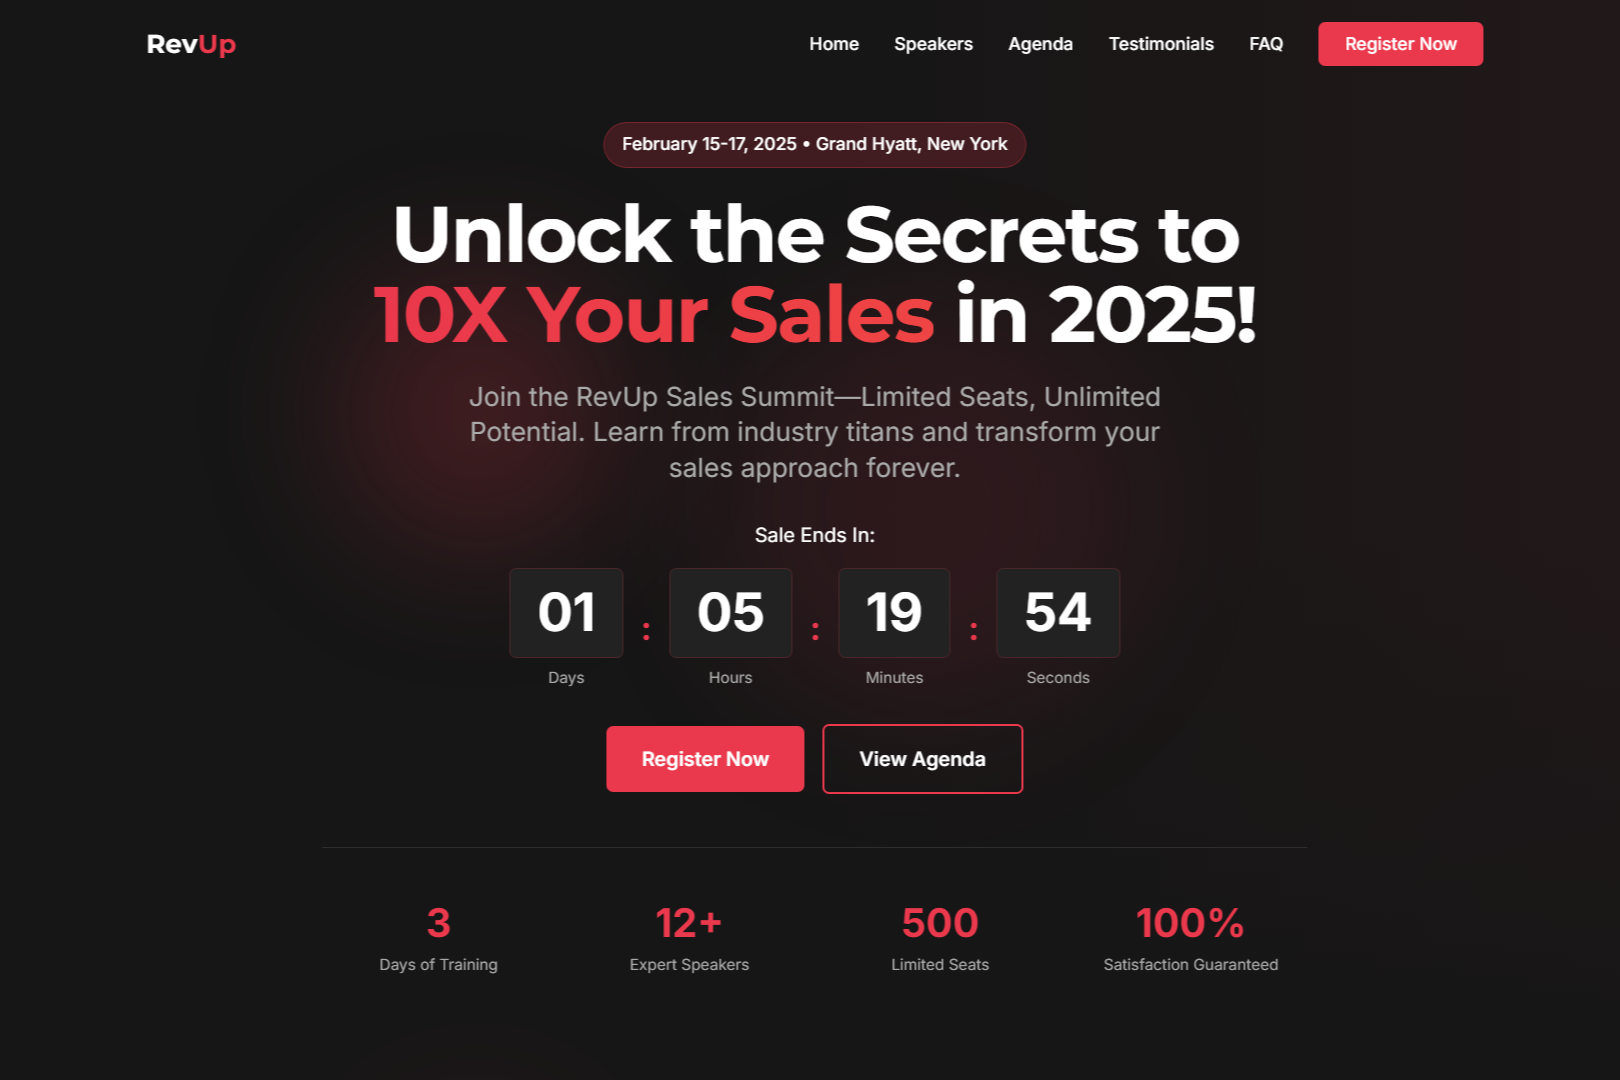 RevUp
Home
Speakers
Agenda
Testimonials
FAQ
Register Now
February 15-17, 2025 • Grand Hyatt, New York
Unlock the Secrets to
10X Your Sales in 2025!
Join the RevUp Sales Summit—Limited Seats, Unlimited
Potential. Learn from industry titans and transform your
sales approach forever.
Sale Ends In:
01 : 05 : 19 : 54
Days Hours Minutes Seconds
Register Now
View Agenda
3
Days of Training
12+
Expert Speakers
500
Limited Seats
100%
Satisfaction Guaranteed